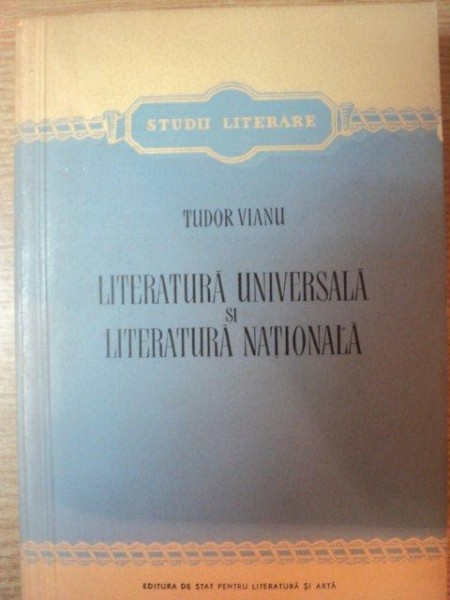 STUDII LITERARE
TUDOR VIANU
LITERATURĂ UNIVERSALĂ
ȘI
LITERATURĂ NAȚIONALĂ
EDITURA DE STAT PENTRU LITERATURĂ ȘI ARTĂ